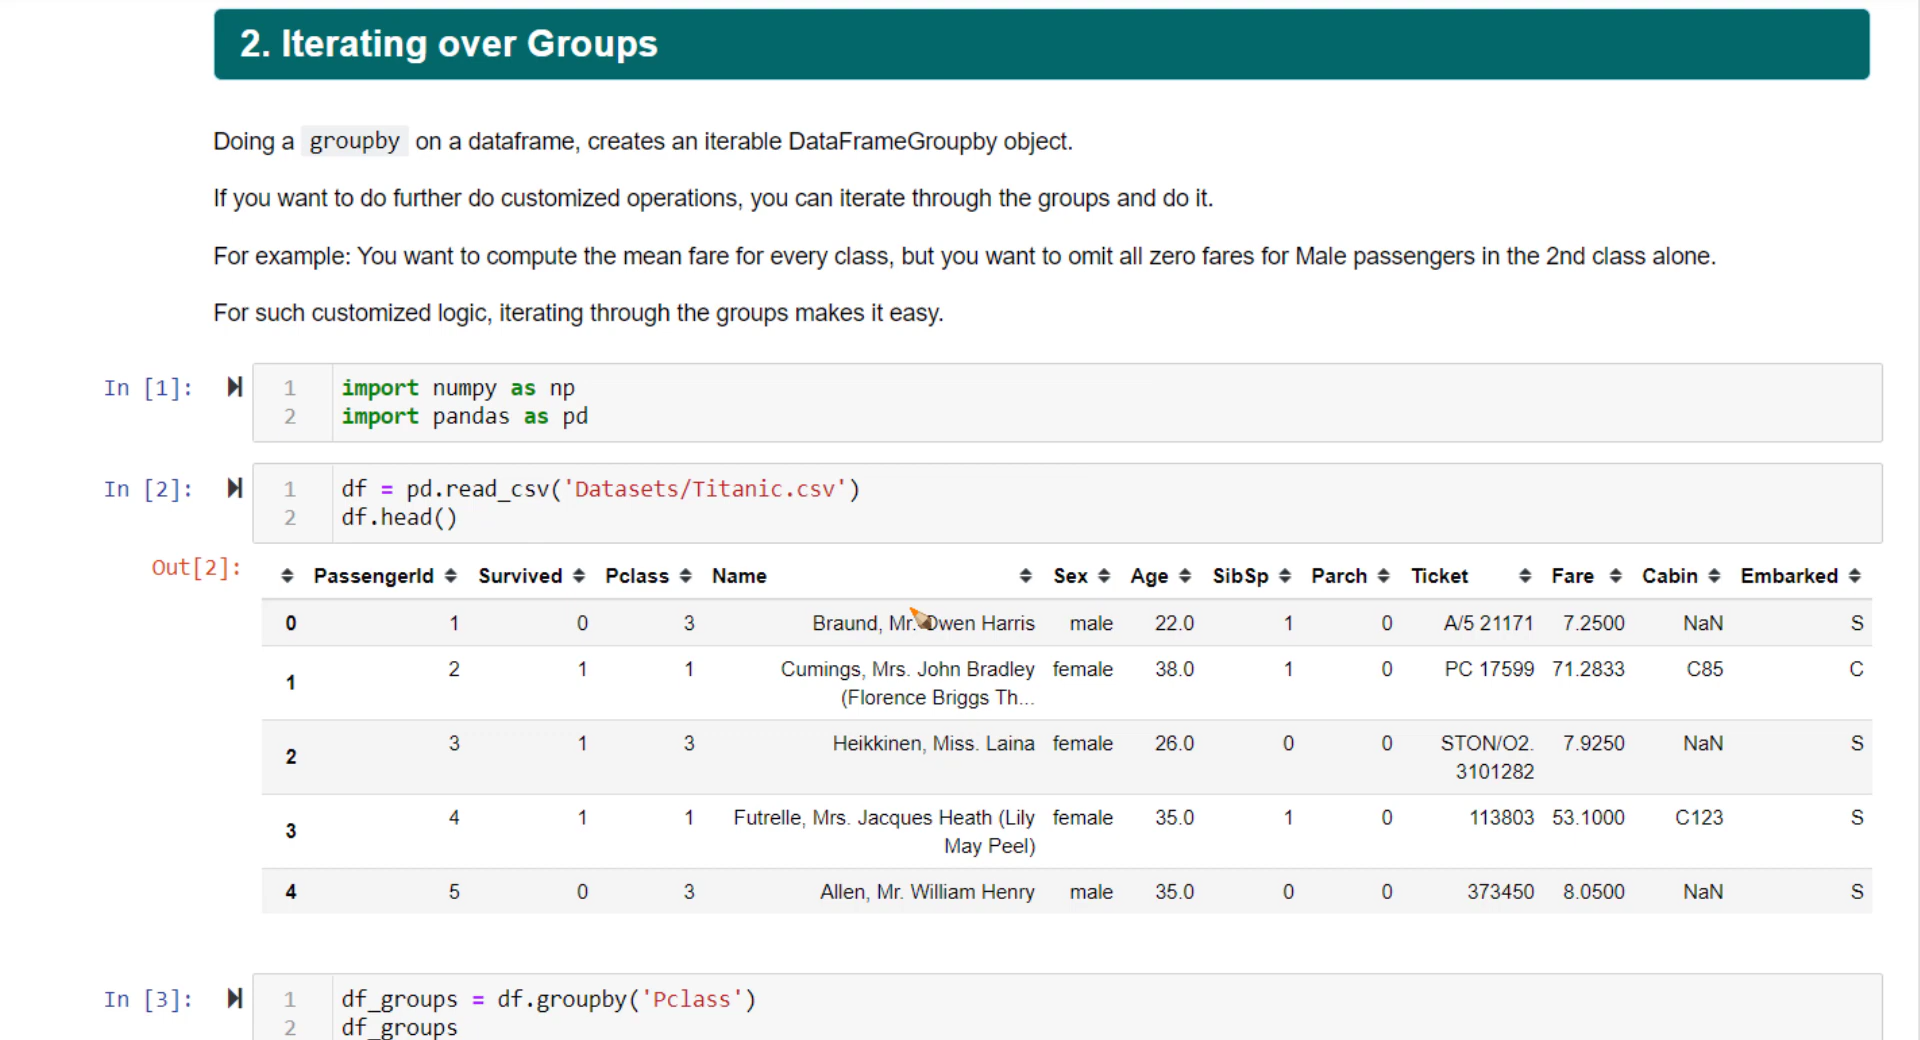 2. Iterating over Groups
Doing a groupby on a dataframe, creates an iterable DataFrameGroupby object.
If you want to do further do customized operations, you can iterate through the groups and do it.
For example: You want to compute the mean fare for every class, but you want to omit all zero fares for Male passengers in the 2nd class alone.
For such customized logic, iterating through the groups makes it easy.
In [1]:
1 import numpy as np
2 import pandas as pd
In [2]:
1 df = pd.read_csv('Datasets/Titanic.csv')
2 df.head()
Out[2]:
PassengerId Survived Pclass Name Sex Age SibSp Parch Ticket Fare Cabin Embarked
0 1 0 3 Braund, Mr. Owen Harris male 22.0 1 0 A/5 21171 7.2500 NaN S
1 2 1 1 Cumings, Mrs. John Bradley female 38.0 1 0 PC 17599 71.2833 C85 C
(Florence Briggs Th...
2 3 1 3 Heikkinen, Miss. Laina female 26.0 0 0 STON/O2. 7.9250 NaN S
3101282
3 4 1 1 Futrelle, Mrs. Jacques Heath (Lily female 35.0 1 0 113803 53.1000 C123 S
May Peel)
4 5 0 3 Allen, Mr. William Henry male 35.0 0 0 373450 8.0500 NaN S
In [3]:
1 df_groups = df.groupby('Pclass')
2 df_groups